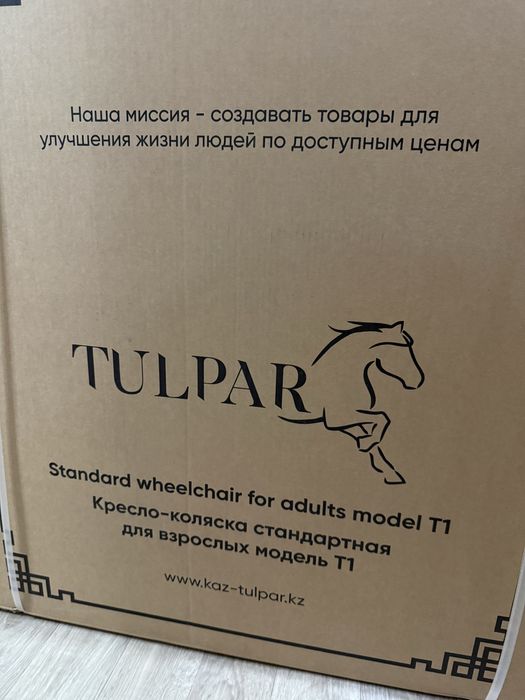 Наша миссия - создавать товары для
улучшения жизни людей по доступным ценам
TULPAR
Standard wheelchair for adults model T1
Кресло-коляска стандартная
для взрослых модель Т1
www.kaz-tulpar.kz